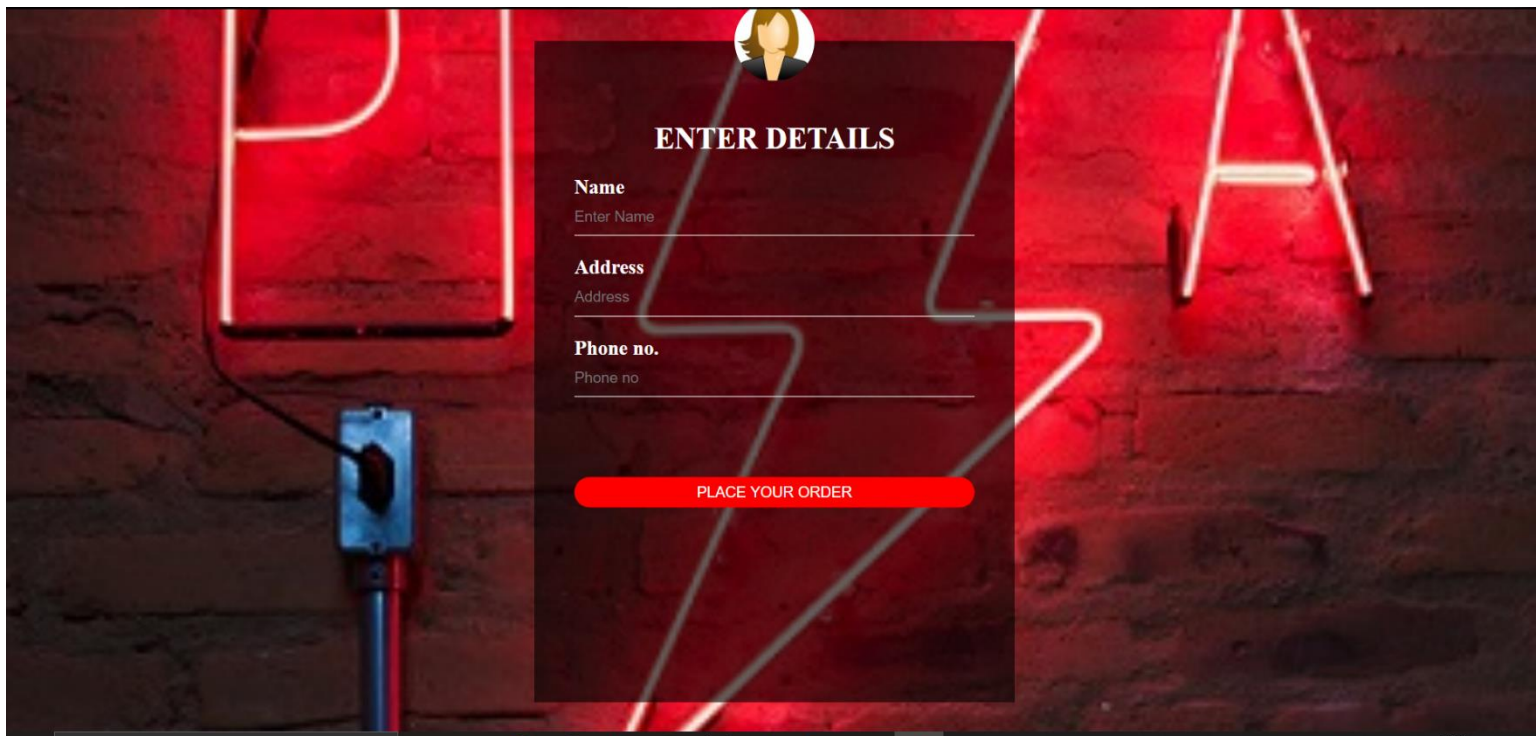 ENTER DETAILS
Name
Enter Name
Address
Address
Phone no.
Phone no
PLACE YOUR ORDER